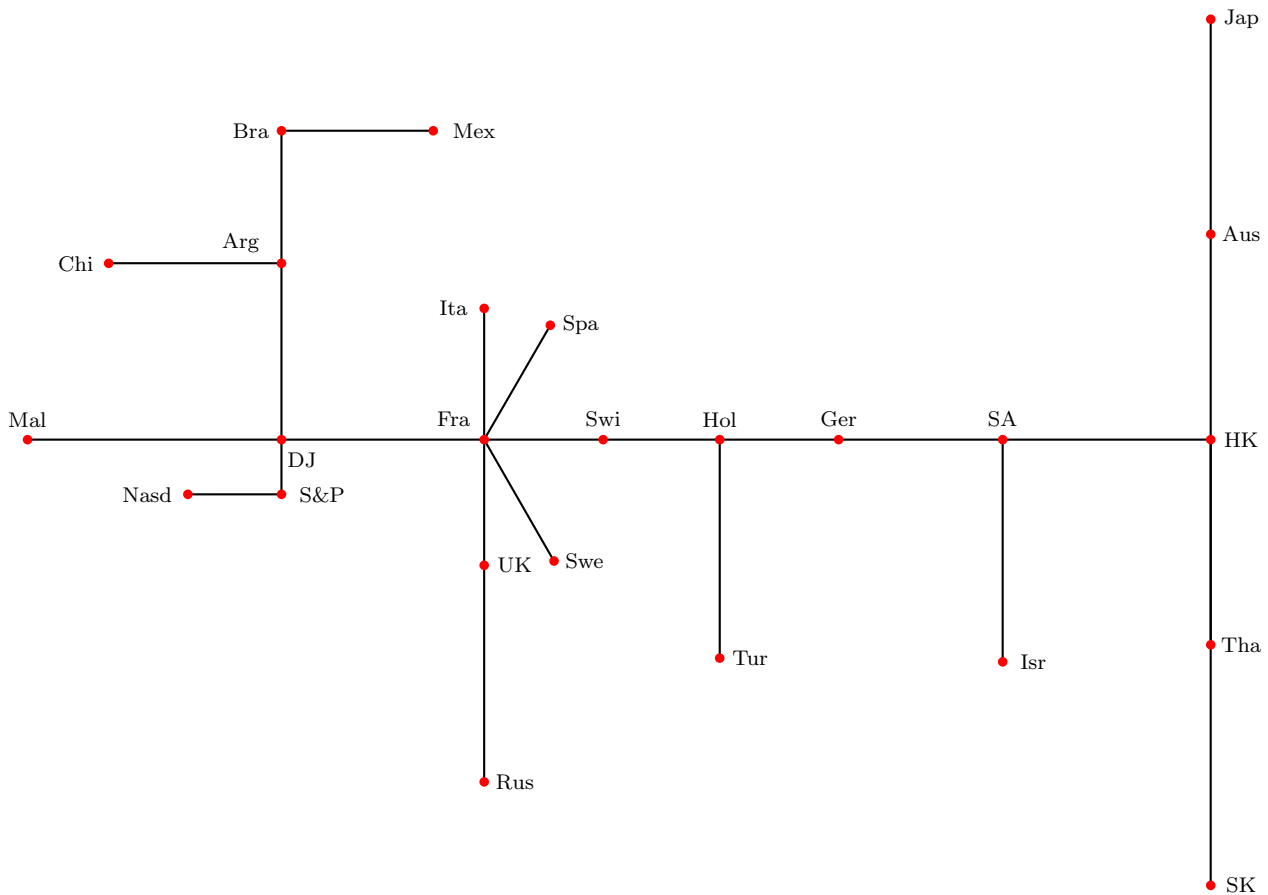 Jap
Bra
Mex
Aus
Arg
Chi
Ita
Spa
Mal
Fra
Swi
Hol
Ger
SA
HK
DJ
Nasd
S&P
UK
Swe
Tha
Tur
Isr
Rus
SK